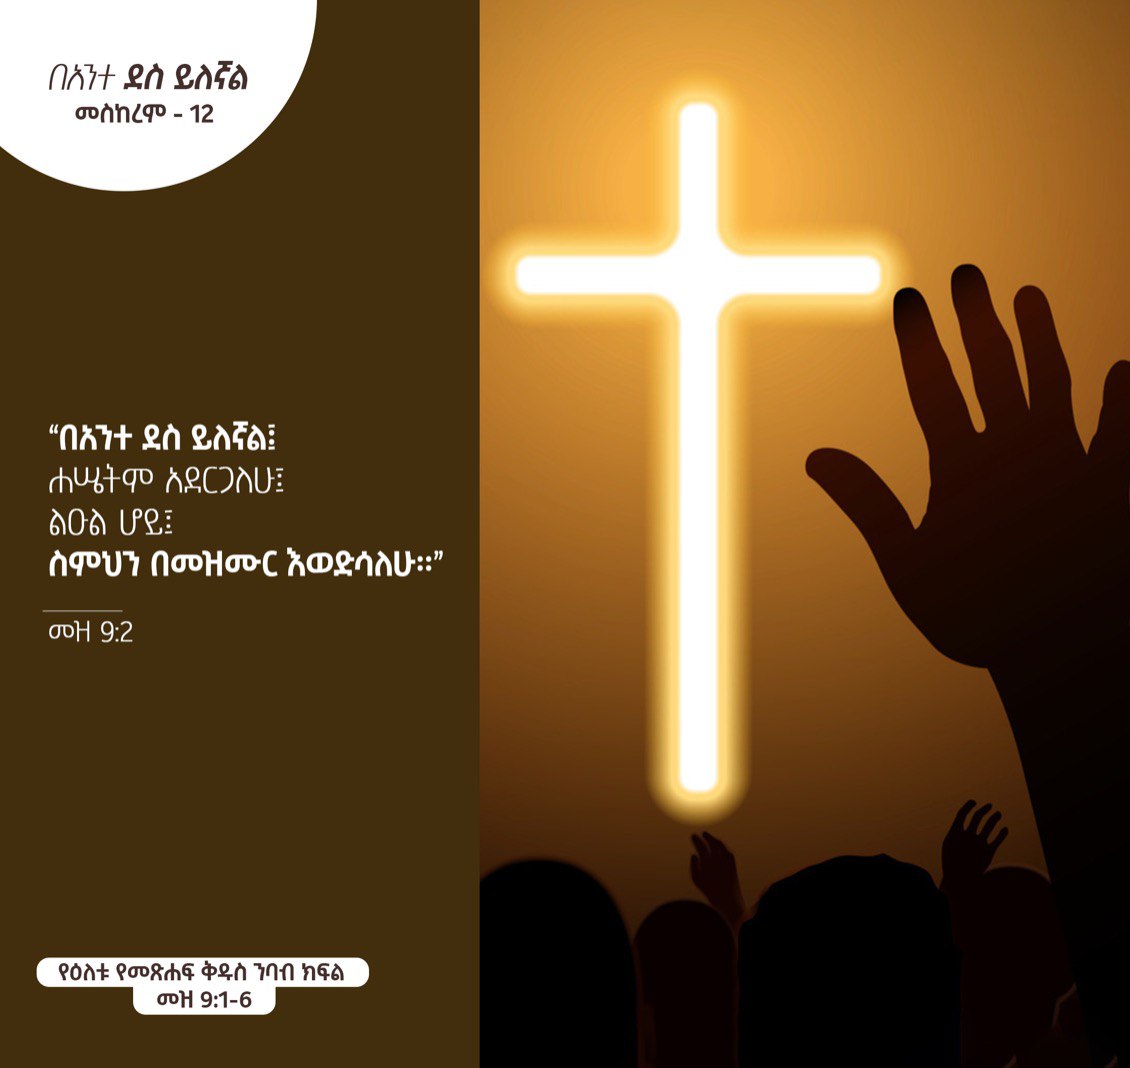 በአንተ ደስ ይለኛል
መስከረም - 12
“በአንተ ደስ ይለኛል፤
ሐሤትም አደርጋለሁ፤
ልዑል ሆይ፤
ስምህን በመዝሙር እወድሳለሁ።”
መዝ 9:2
የዕለቱ የመጽሐፍ ቅዱስ ንባብ ክፍል
መዝ 9:1-6